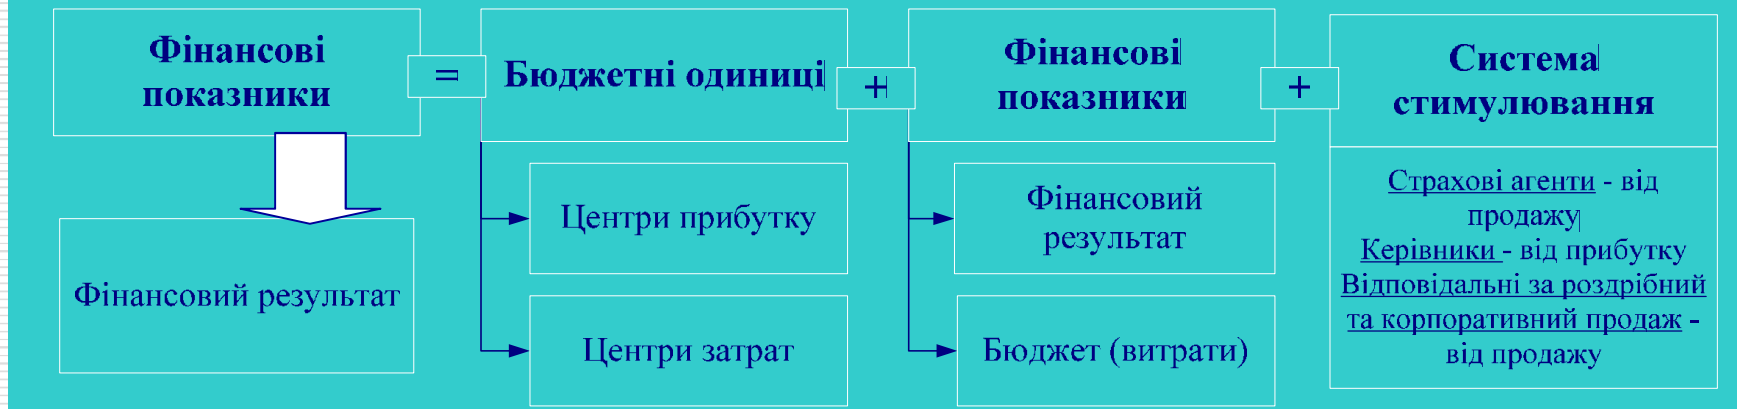 Фінансові
показники
=
Бюджетні одиниці
+
Фінансові
показники
+
Система
стимулювання
Фінансовий результат
Центри прибутку
Центри затрат
Фінансовий
результат
Бюджет (витрати)
Страхові агенти - від
продажу
Керівники - від прибутку
Відповідальні за роздрібний
та корпоративний продаж -
від продажу